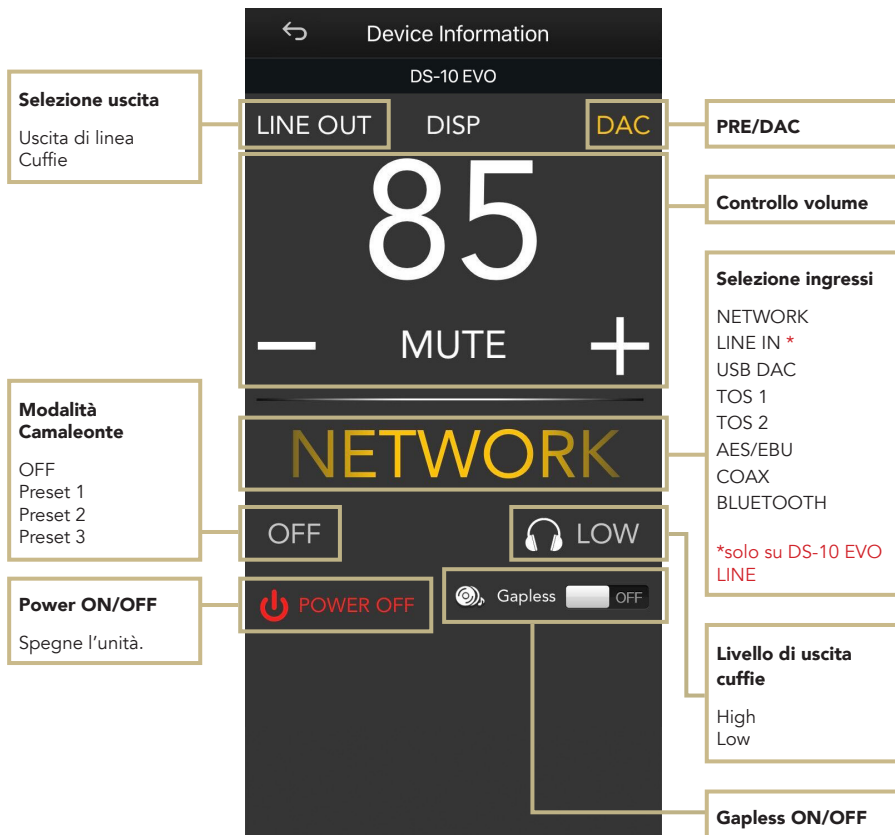 Device Information
DS-10 EVO
LINE OUT
DISP
DAC
85
MUTE
NETWORK
OFF
LOW
POWER OFF
Gapless
OFF
Selezione uscita
Uscita di linea
Cuffie
Modalità
Camaleonte
OFF
Preset 1
Preset 2
Preset 3
Power ON/OFF
Spegne l'unità.
PRE/DAC
Controllo volume
Selezione ingressi
NETWORK
LINE IN *
USB DAC
TOS 1
TOS 2
AES/EBU
COAX
BLUETOOTH
*solo su DS-10 EVO
LINE
Livello di uscita
cuffie
High
Low
Gapless ON/OFF